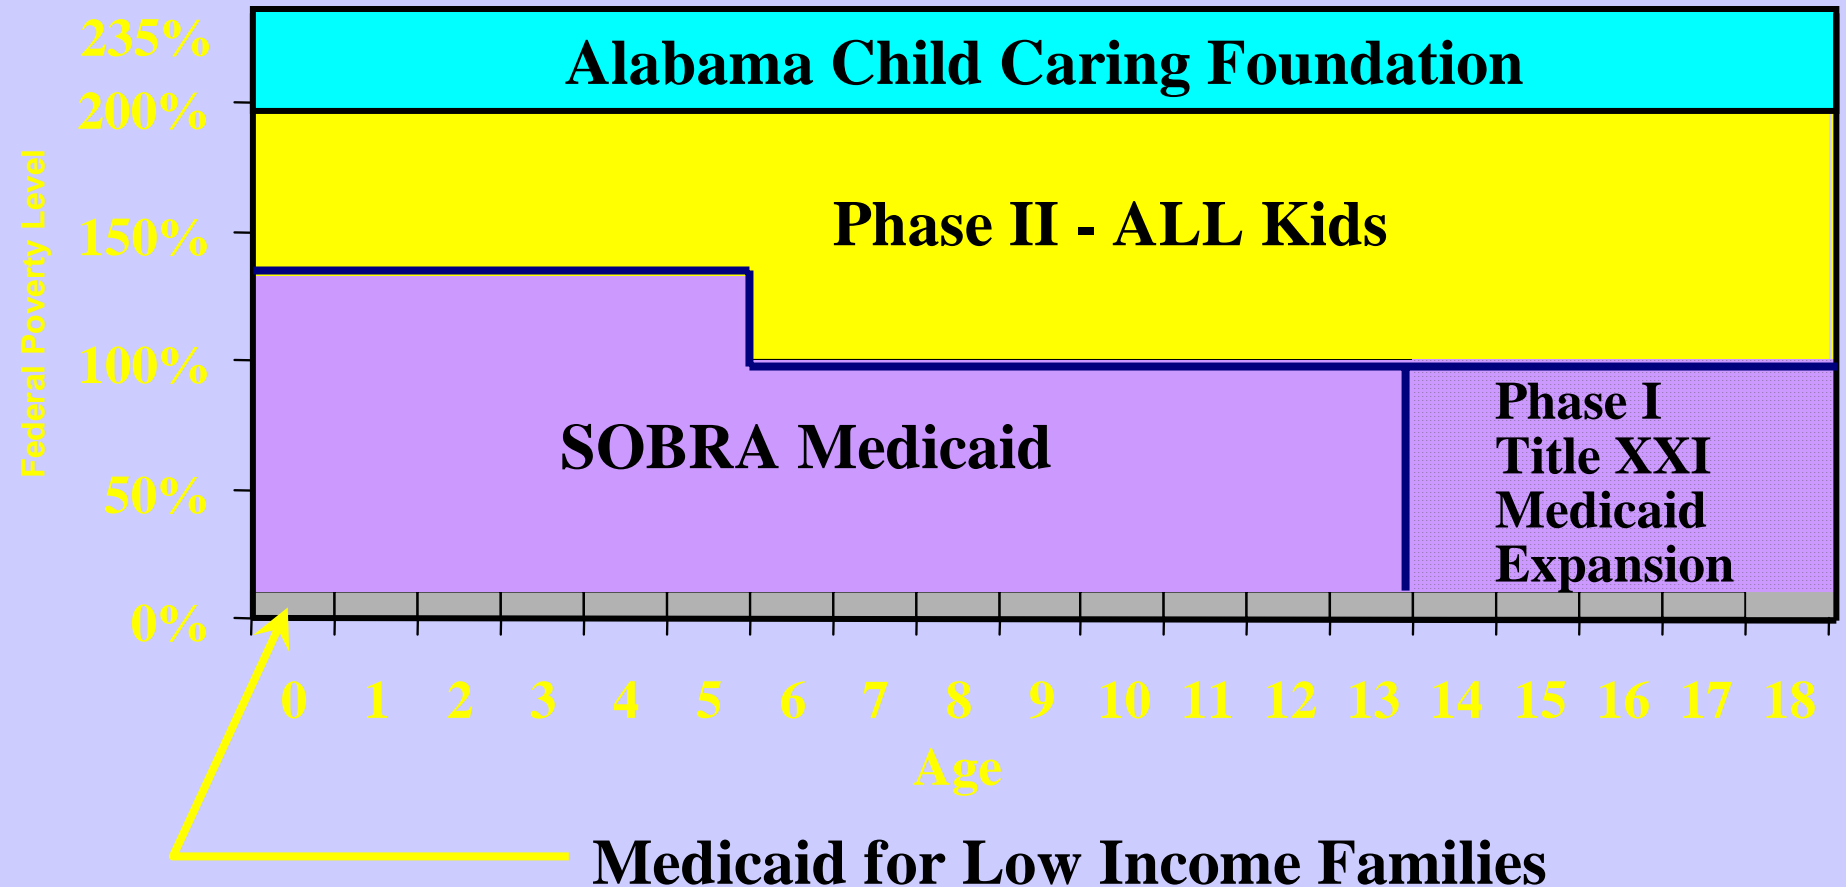 235%
Alabama Child Caring Foundation
200%
Federal Poverty Level
Phase II - ALL Kids
150%
100%
Phase I
Title XXI
Medicaid
Expansion
SOBRA Medicaid
50%
0%
0 1 2 3 4 5 6 7 8 9 10 11 12 13 14 15 16 17 18
Age
Medicaid for Low Income Families